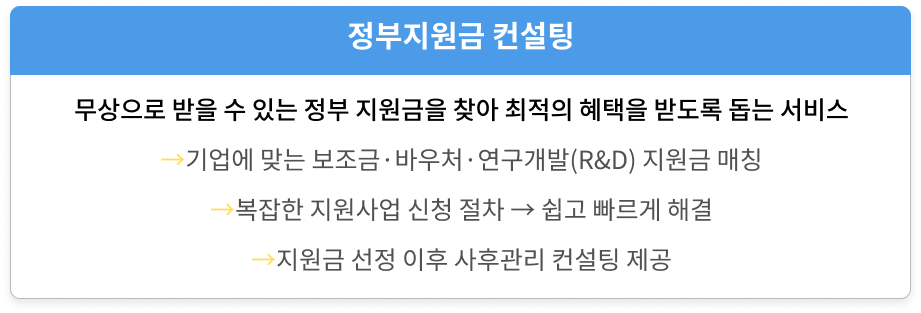 정부지원금 컨설팅
무상으로 받을 수 있는 정부 지원금을 찾아 최적의 혜택을 받도록 돕는 서비스
→기업에 맞는 보조금·바우처·연구개발(R&D) 지원금 매칭
→복잡한 지원사업 신청 절차 → 쉽고 빠르게 해결
→지원금 선정 이후 사후관리 컨설팅 제공